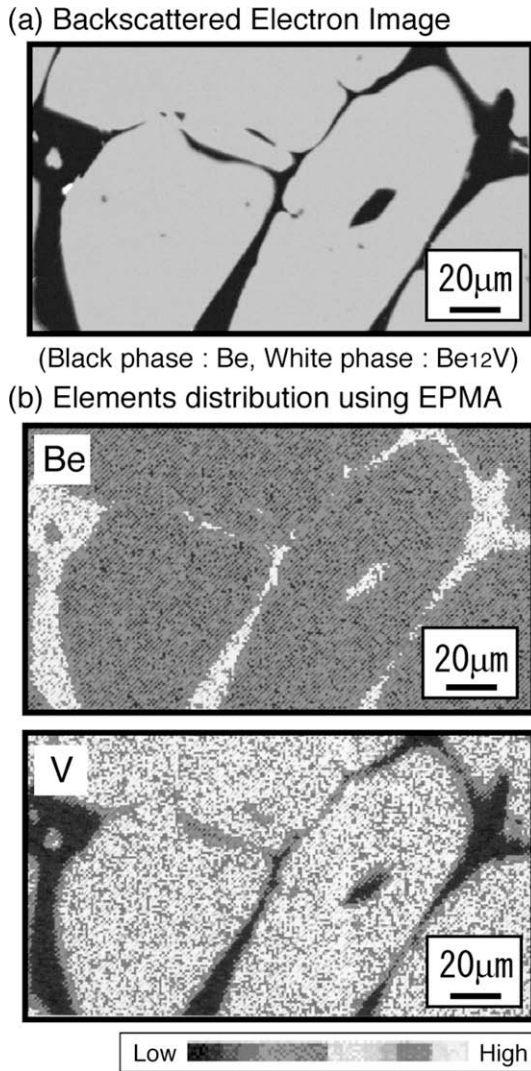 (a) Backscattered Electron Image
20μm
(Black phase : Be, White phase : Be12V)
(b) Elements distribution using EPMA
Be
20μm
V
20μm
Low High